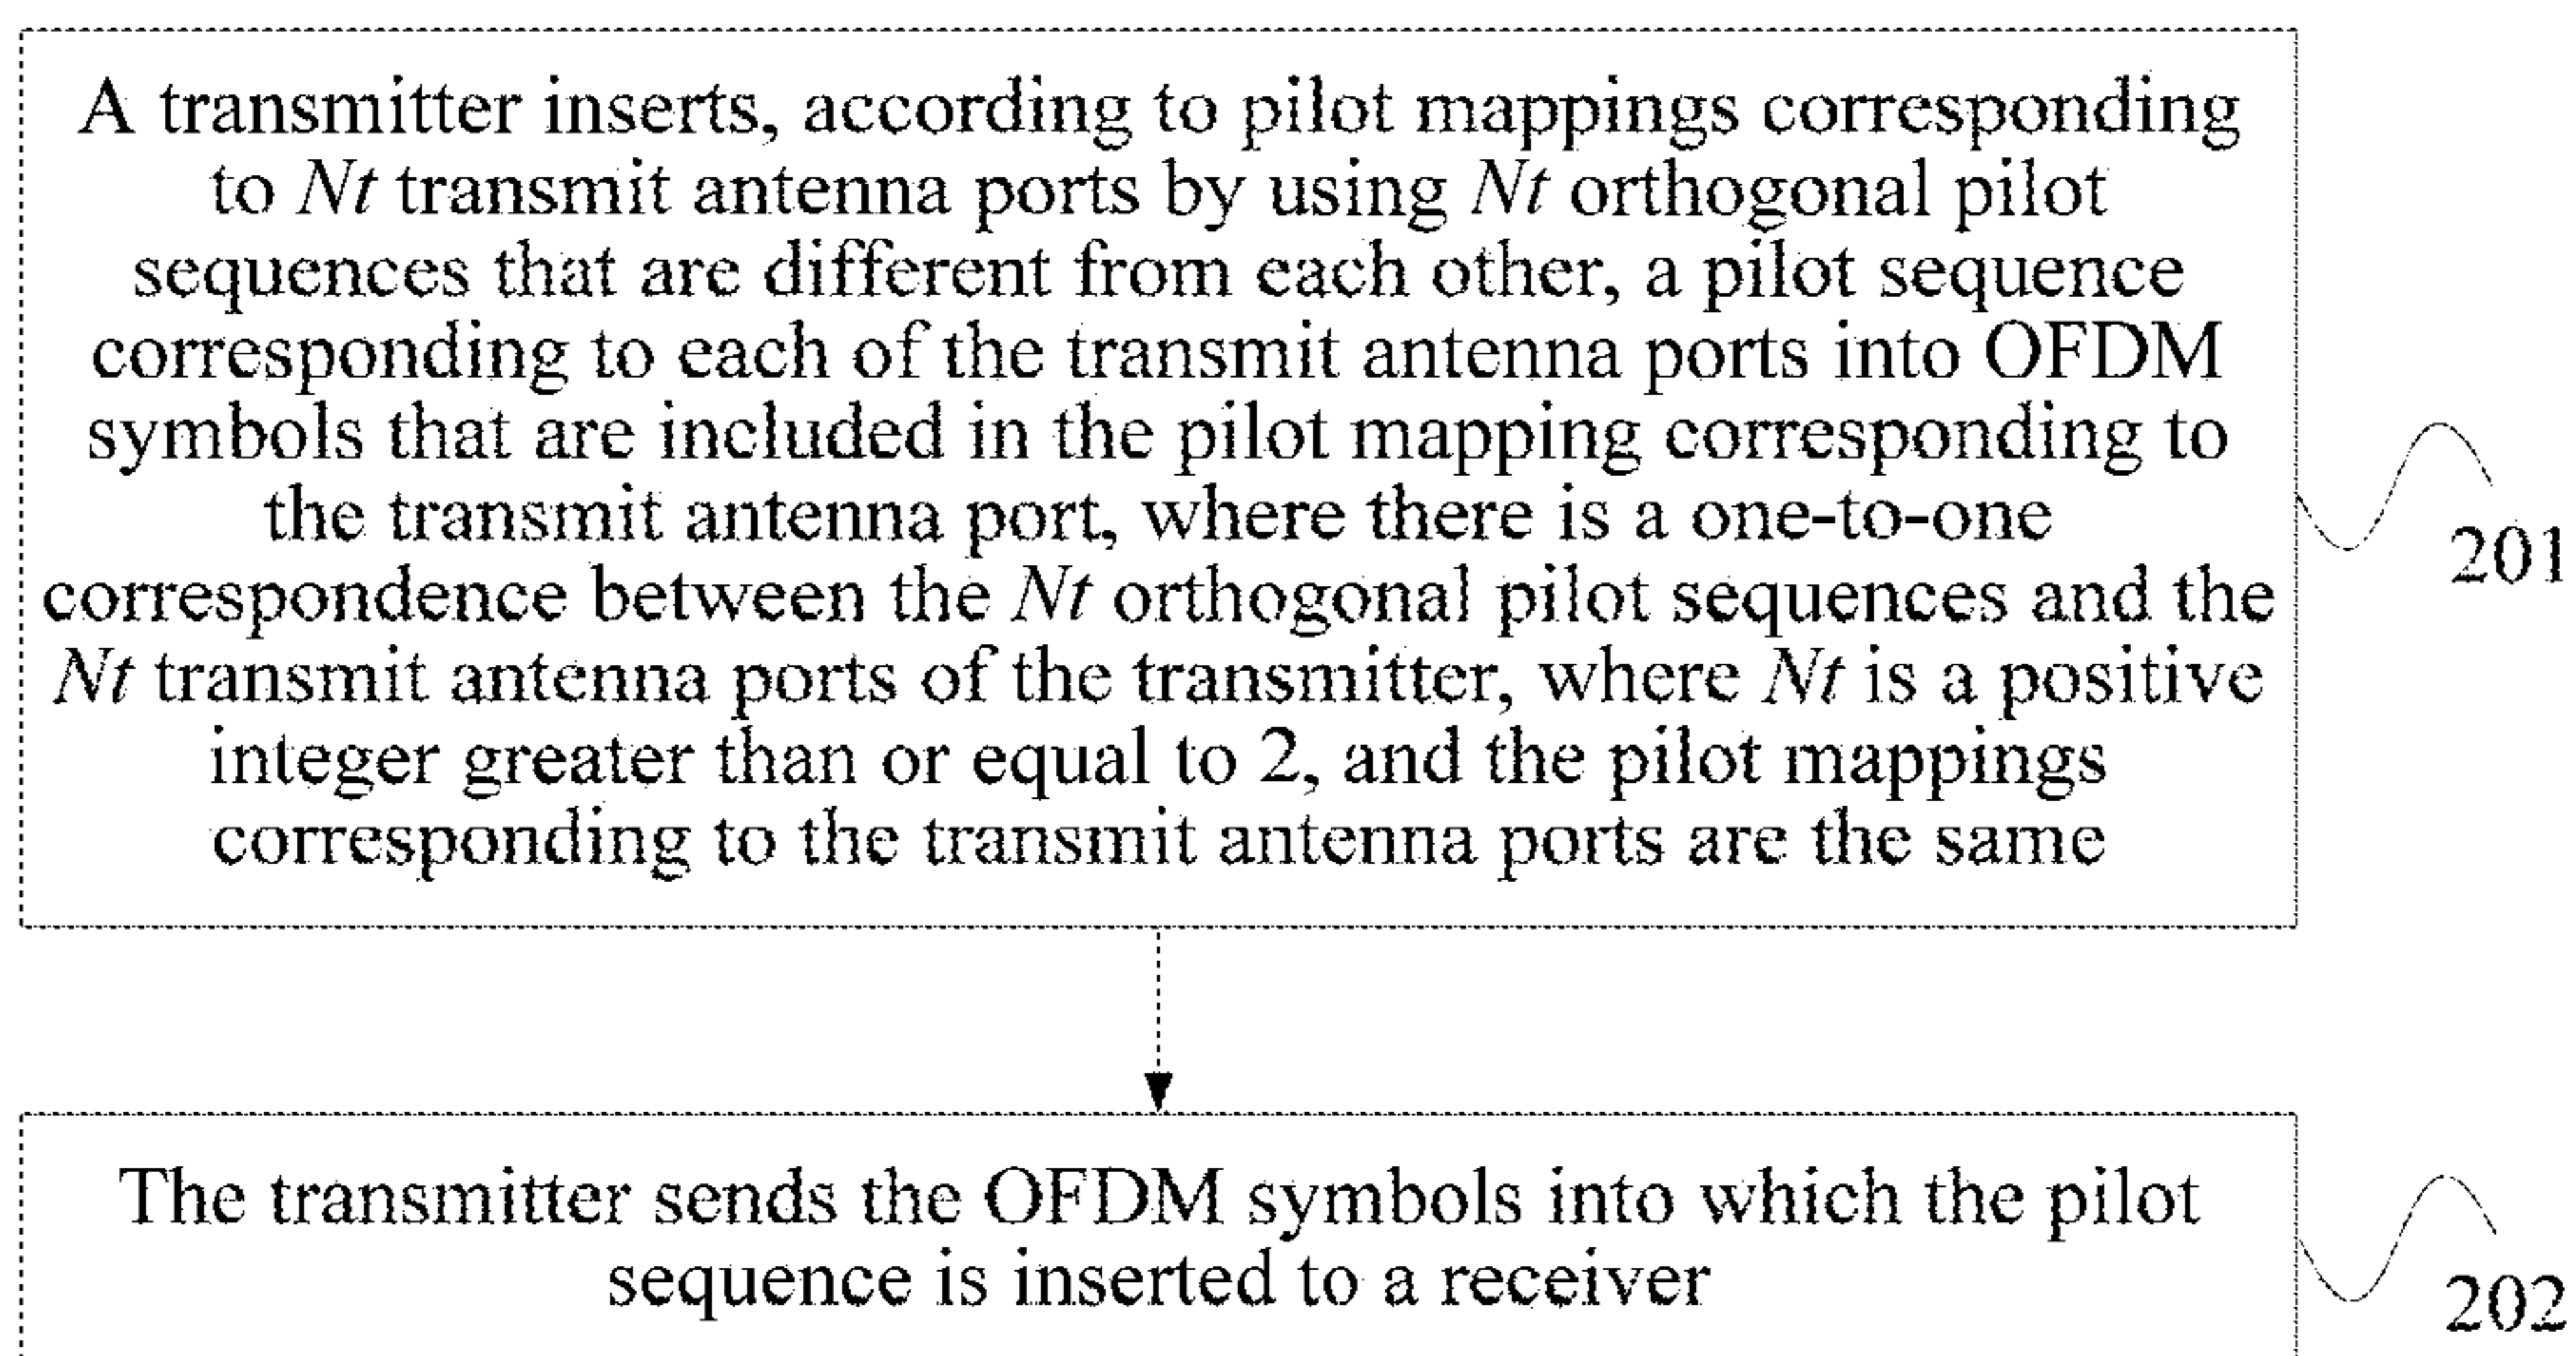 A transmitter inserts, according to pilot mappings corresponding
to Nt transmit antenna ports by using Nt orthogonal pilot
sequences that are different from each other, a pilot sequence
corresponding to each of the transmit antenna ports into OFDM
symbols that are included in the pilot mapping corresponding to
the transmit antenna port, where there is a one-to-one
correspondence between the Nt orthogonal pilot sequences and the
Nt transmit antenna ports of the transmitter, where Nt is a positive
integer greater than or equal to 2, and the pilot mappings
corresponding to the transmit antenna ports are the same
201
The transmitter sends the OFDM symbols into which the pilot
sequence is inserted to a receiver
202